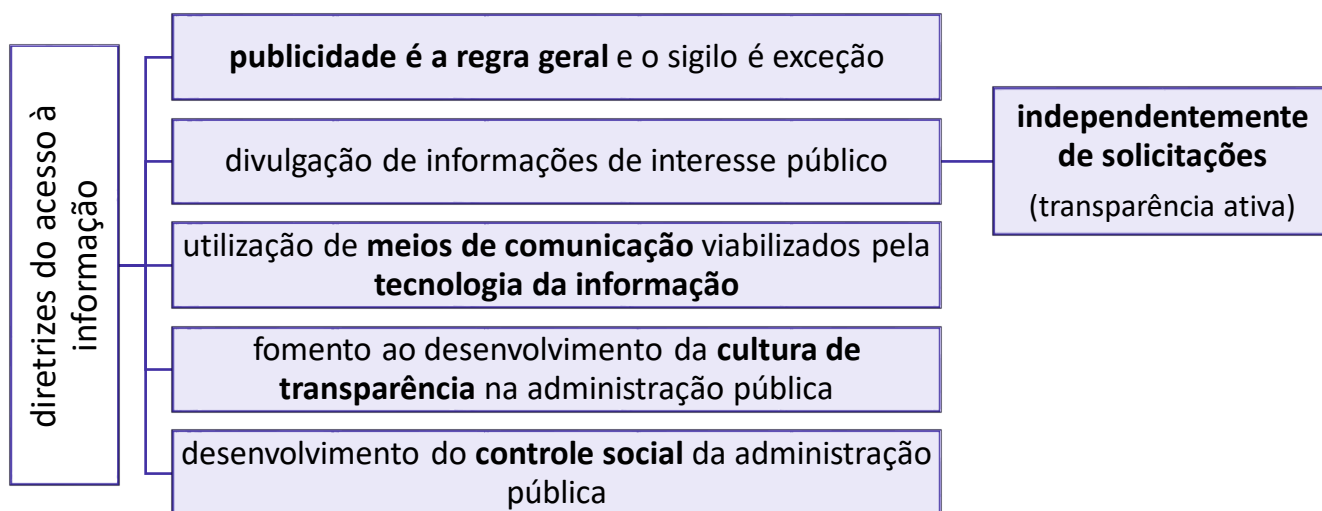 diretrizes do acesso à
informação
publicidade é a regra geral e o sigilo é exceção
divulgação de informações de interesse público
independentemente
de solicitações
(transparência ativa)
utilização de meios de comunicação viabilizados pela
tecnologia da informação
fomento ao desenvolvimento da cultura de
transparência na administração pública
desenvolvimento do controle social da administração
pública